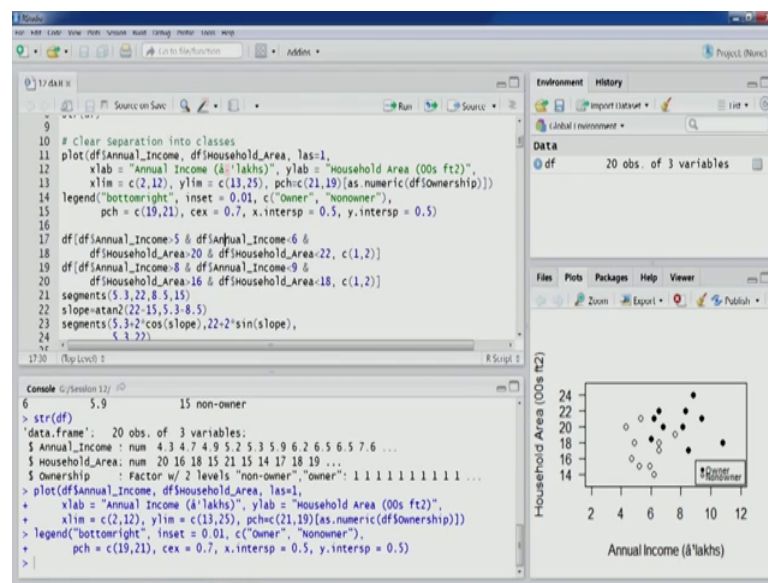 RStudio
File Edit Code View Plots Session Build Debug Profile Tools Help
Go to file/function
Addins
Project: (None)
Source on Save
Run
Source
9 str(df)
10 # Clear Separation into classes
11 plot(df$Annual_Income, df$Household_Area, las=1,
12 xlab = "Annual Income (â¹lakhs)", ylab = "Household Area (00s ft2)",
13 xlim = c(2,12), ylim = c(13,25), pch=c(21,19)[as.numeric(df$Ownership)])
14 legend("bottomright", inset = 0.01, c("Owner", "Nonowner"),
15 pch = c(19,21), cex = 0.7, x.intersp = 0.5, y.intersp = 0.5)
16
17 df[df$Annual_Income>5 & df$Annual_Income<6 &
18 df$Household_Area>20 & df$Household_Area<22, c(1,2)]
19 df[df$Annual_Income>8 & df$Annual_Income<9 &
20 df$Household_Area>16 & df$Household_Area<18, c(1,2)]
21 segments(5.3,22,8.5,15)
22 slope=atan2(22-15,5.3-8.5)
23 segments(5.3+2*cos(slope),22+2*sin(slope),
24 5.3,22)
25
17:30 (Top Level) R Script
Console G:/Session 12/
6 5.9 15 non-owner
> str(df)
'data.frame': 20 obs. of 3 variables:
$ Annual_Income : num 4.3 4.7 4.9 5.2 5.3 5.9 6.2 6.5 6.5 7.6 ...
$ Household_Area: num 20 16 18 15 21 15 14 17 18 19 ...
$ Ownership : Factor w/ 2 levels "non-owner","owner": 1 1 1 1 1 1 1 1 1 1 ...
> plot(df$Annual_Income, df$Household_Area, las=1,
+ xlab = "Annual Income (â¹lakhs)", ylab = "Household Area (00s ft2)",
+ xlim = c(2,12), ylim = c(13,25), pch=c(21,19)[as.numeric(df$Ownership)])
> legend("bottomright", inset = 0.01, c("Owner", "Nonowner"),
+ pch = c(19,21), cex = 0.7, x.intersp = 0.5, y.intersp = 0.5)
>
Environment History
Import Dataset
List
Global Environment
Data
df 20 obs. of 3 variables
Files Plots Packages Help Viewer
Zoom Export Publish
Household Area (00s ft2)
24
22
20
18
16
14
Owner
Nonowner
2 4 6 8 10 12
Annual Income (â¹lakhs)